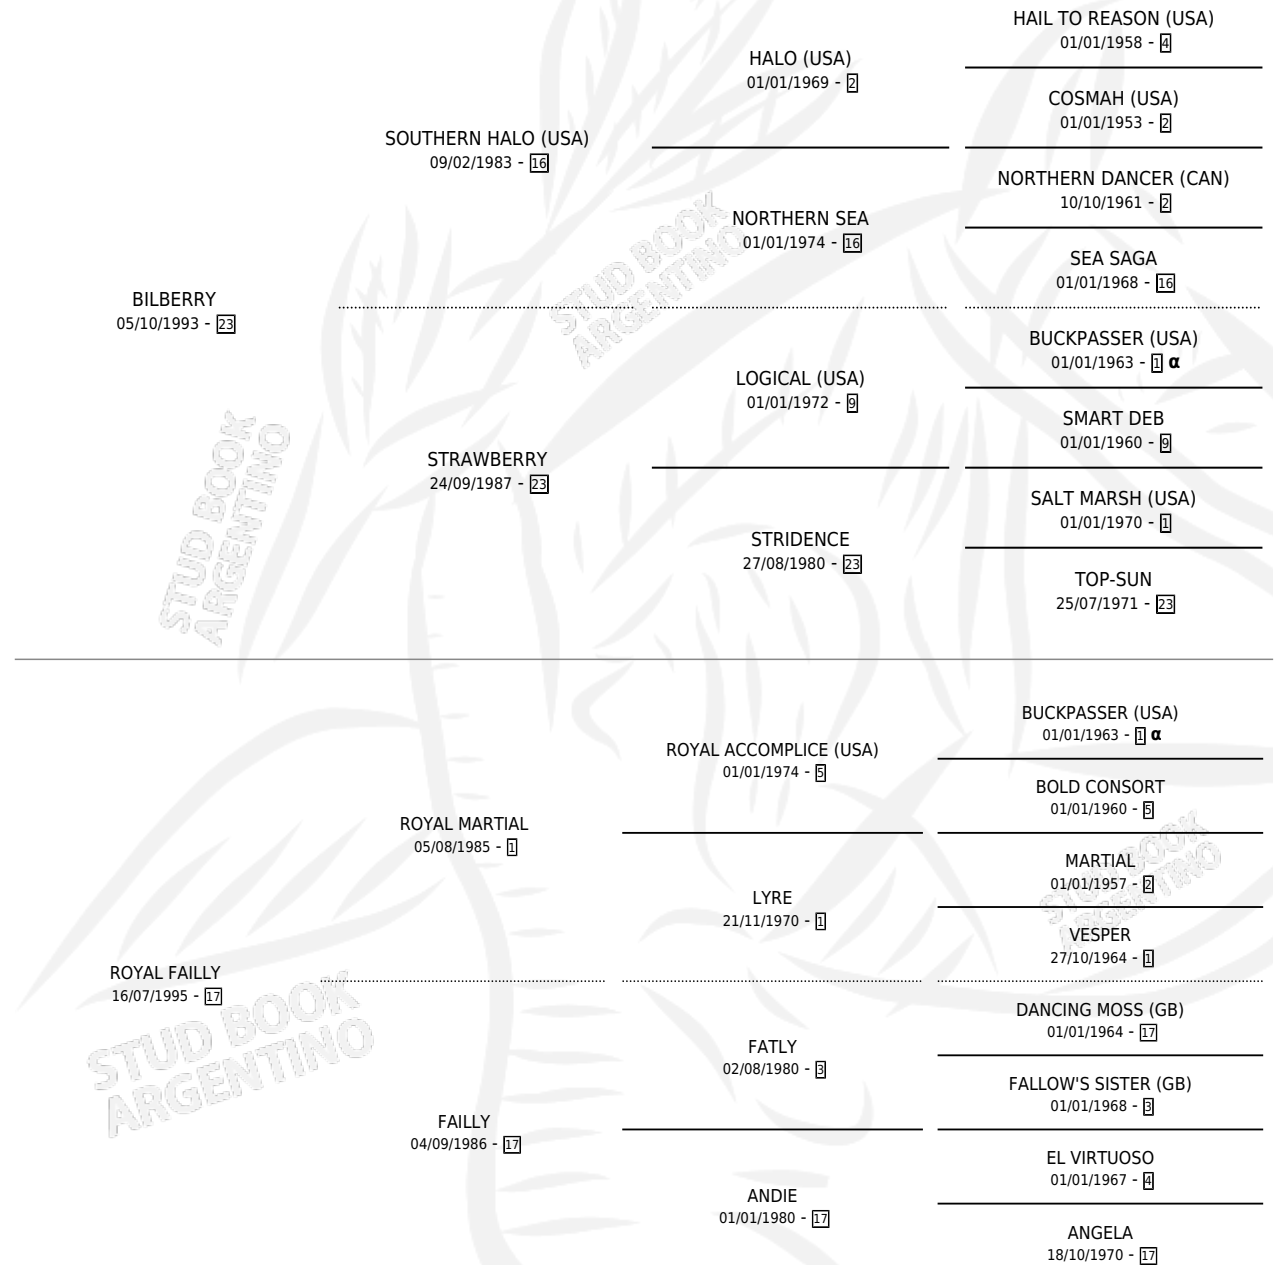 HAIL TO REASON (USA)
01/01/1958 - 4
HALO (USA)
01/01/1969 - 2
COSMAH (USA)
01/01/1953 - 2
SOUTHERN HALO (USA)
09/02/1983 - 16
NORTHERN DANCER (CAN)
10/10/1961 - 2
NORTHERN SEA
01/01/1974 - 16
SEA SAGA
01/01/1968 - 16
STUD BOOK
ARGENTINO
BILBERRY
05/10/1993 - 23
BUCKPASSER (USA)
01/01/1963 - 1 α
LOGICAL (USA)
01/01/1972 - 9
SMART DEB
01/01/1960 - 9
STRAWBERRY
24/09/1987 - 23
SALT MARSH (USA)
01/01/1970 - 1
STRIDENCE
27/08/1980 - 23
TOP-SUN
25/07/1971 - 23
STUD BOOK
ARGENTINO
BUCKPASSER (USA)
01/01/1963 - 1 α
ROYAL ACCOMPLICE (USA)
01/01/1974 - 5
BOLD CONSORT
01/01/1960 - 5
ROYAL MARTIAL
05/08/1985 - 1
MARTIAL
01/01/1957 - 2
LYRE
21/11/1970 - 1
VESPER
27/10/1964 - 1
STUD BOOK
ARGENTINO
ROYAL FAILLY
16/07/1995 - 17
DANCING MOSS (GB)
01/01/1964 - 17
FATLY
02/08/1980 - 3
FALLOW'S SISTER (GB)
01/01/1968 - 3
STUD BOOK
ARGENTINO
FAILLY
04/09/1986 - 17
EL VIRTUOSO
01/01/1967 - 4
ANDIE
01/01/1980 - 17
ANGELA
18/10/1970 - 17